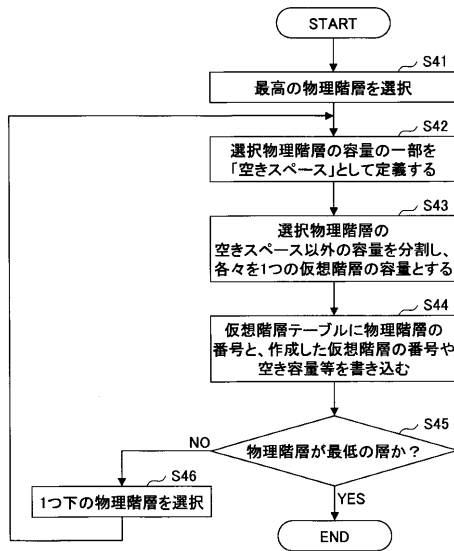 START
S41
最高の物理階層を選択
S42
選択物理階層の容量の一部を
「空きスペース」として定義する
S43
選択物理階層の
空きスペース以外の容量を分割し、
各々を1つの仮想階層の容量とする
S44
仮想階層テーブルに物理階層の
番号と、作成した仮想階層の番号や
空き容量等を書き込む
S45
物理階層が最低の層か？
NO
S46
1つ下の物理階層を選択
YES
END